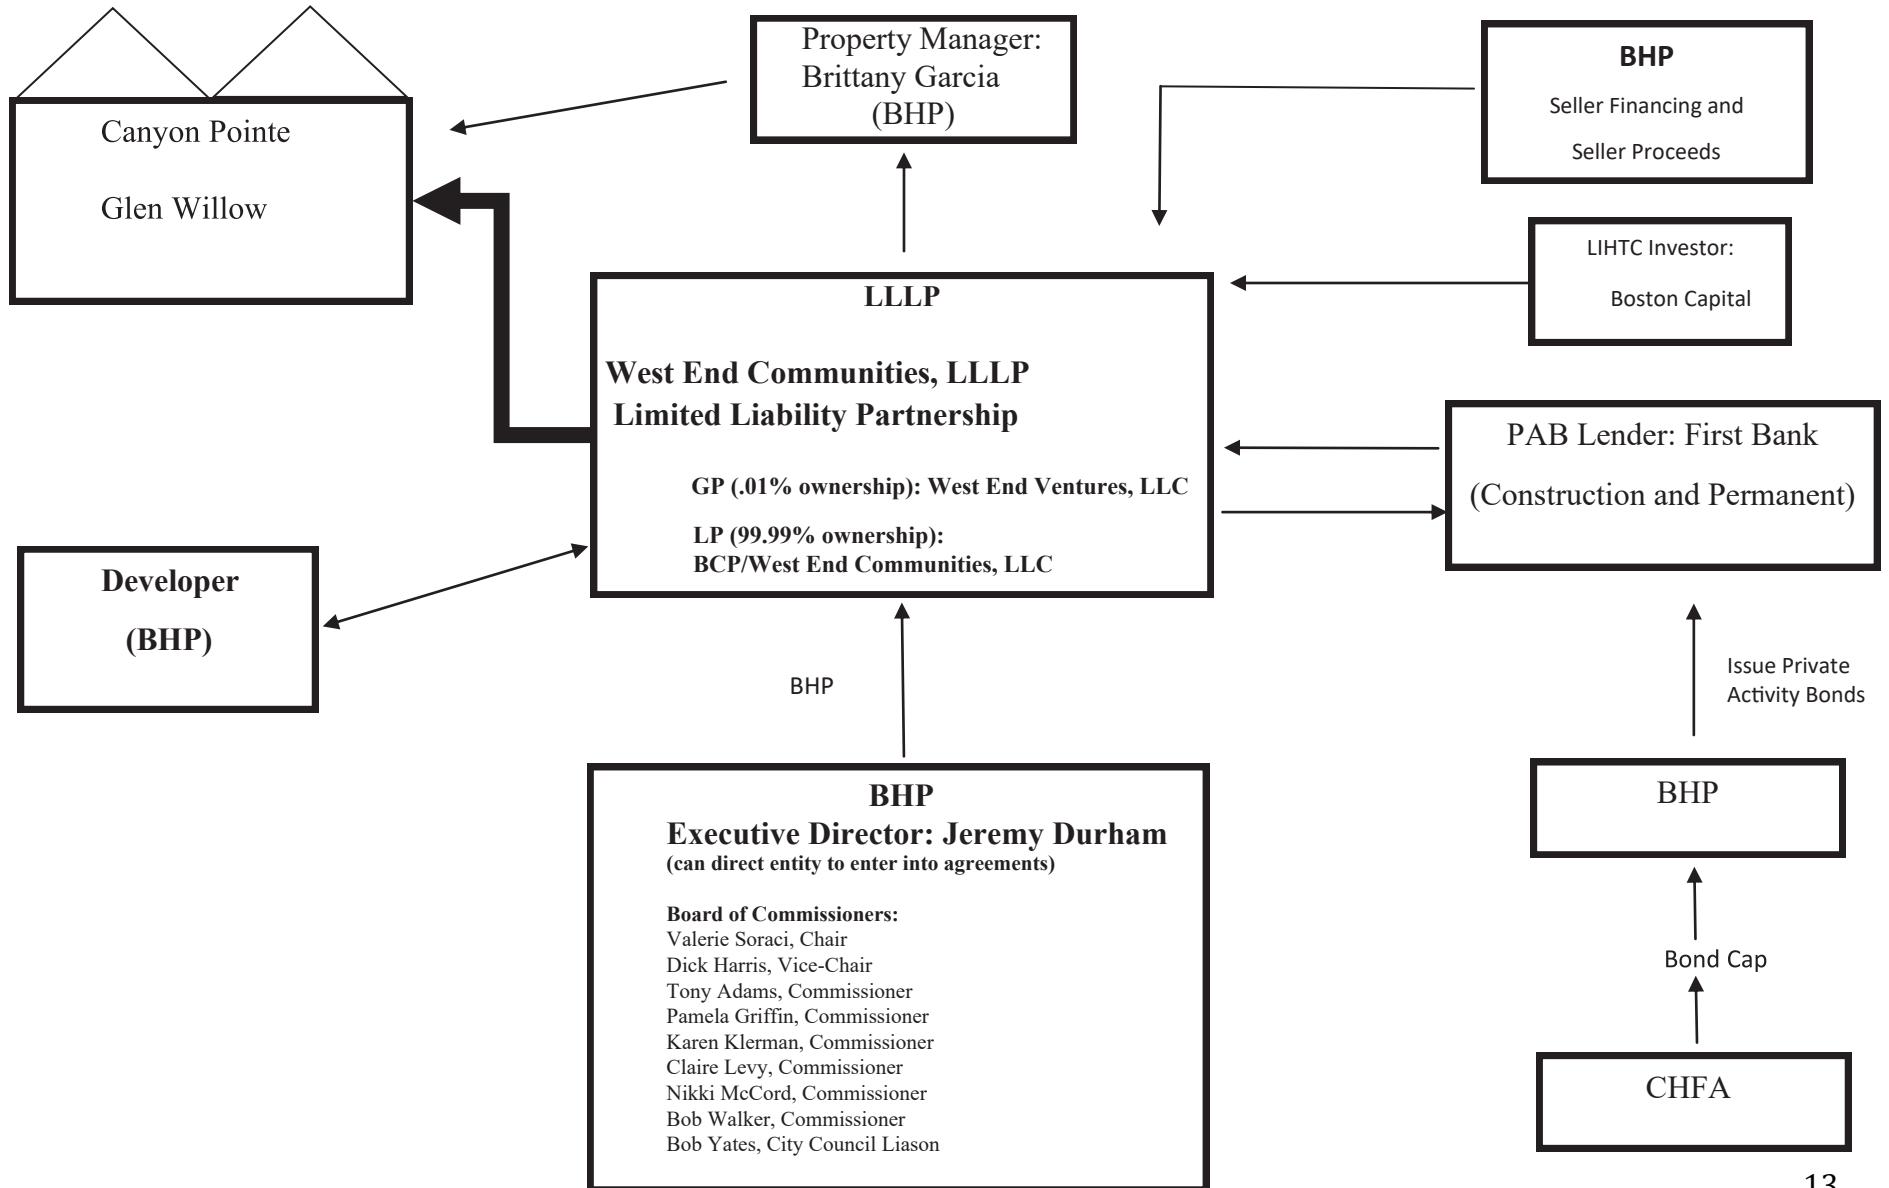 Canyon Pointe
Glen Willow
Property Manager:
Brittany Garcia
(BHP)
BHP
Seller Financing and
Seller Proceeds
LIHTC Investor:
Boston Capital
LLLP
West End Communities, LLLP
Limited Liability Partnership
GP (.01% ownership): West End Ventures, LLC
LP (99.99% ownership):
BCP/West End Communities, LLC
PAB Lender: First Bank
(Construction and Permanent)
Developer
(BHP)
BHP
Issue Private
Activity Bonds
BHP
Executive Director: Jeremy Durham
(can direct entity to enter into agreements)
Board of Commissioners:
Valerie Soraci, Chair
Dick Harris, Vice-Chair
Tony Adams, Commissioner
Pamela Griffin, Commissioner
Karen Klerman, Commissioner
Claire Levy, Commissioner
Nikki McCord, Commissioner
Bob Walker, Commissioner
Bob Yates, City Council Liason
BHP
Bond Cap
CHFA
13